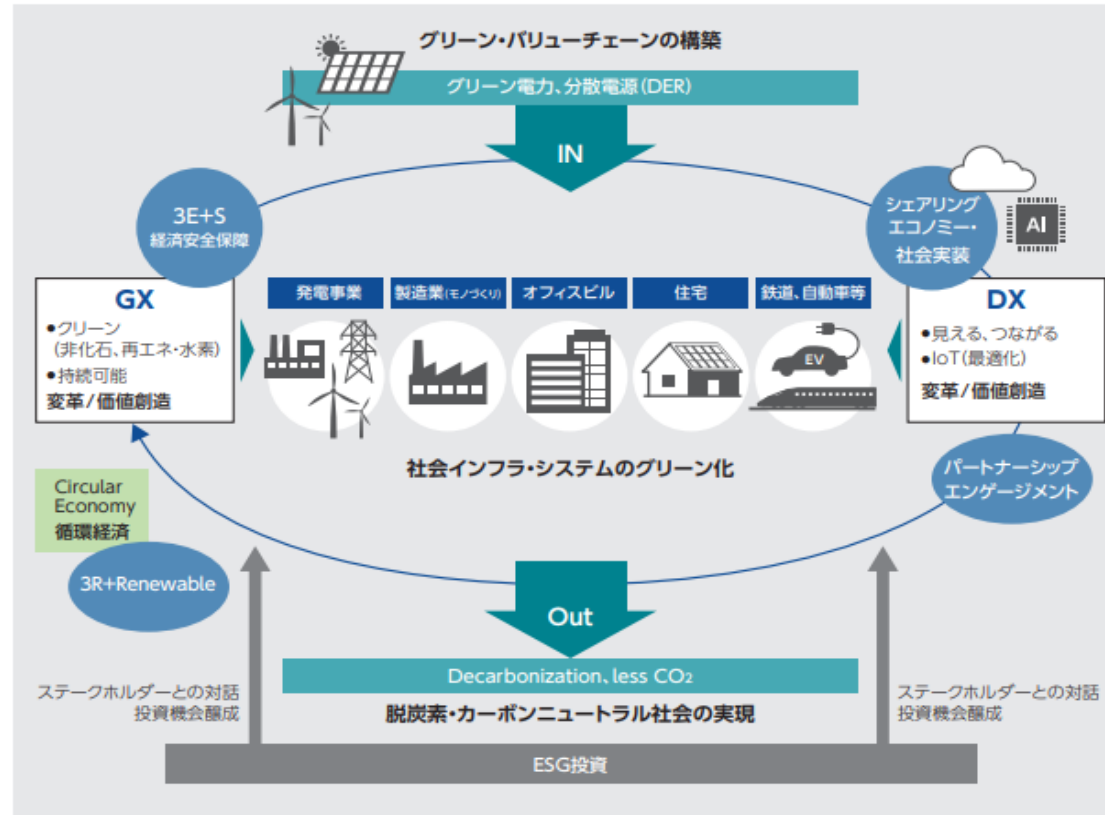 グリーン・バリューチェーンの構築
グリーン電力、分散電源(DER)
IN
3E+S
経済安全保障
シェアリング
エコノミー・
社会実装
AI
GX
●クリーン
(非化石、再エネ・水素)
●持続可能
変革/価値創造
発電事業
製造業(モノづくり)
オフィスビル
住宅
鉄道、自動車等
EV
DX
●見える、つながる
●IoT(最適化)
変革/価値創造
社会インフラ・システムのグリーン化
パートナーシップ
エンゲージメント
Circular
Economy
循環経済
3R+Renewable
Out
Decarbonization、less CO₂
脱炭素・カーボンニュートラル社会の実現
ステークホルダーとの対話
投資機会醸成
ステークホルダーとの対話
投資機会醸成
ESG投資